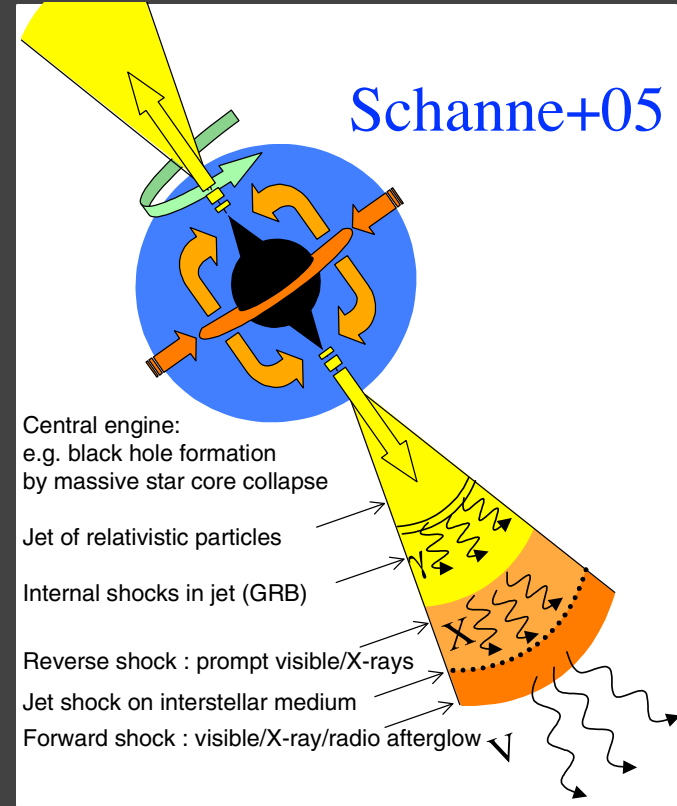 Schanne+05
Central engine:
e.g. black hole formation
by massive star core collapse
Jet of relativistic particles
γ
Internal shocks in jet (GRB)
X
Reverse shock : prompt visible/X-rays
Jet shock on interstellar medium
Forward shock : visible/X-ray/radio afterglow
V